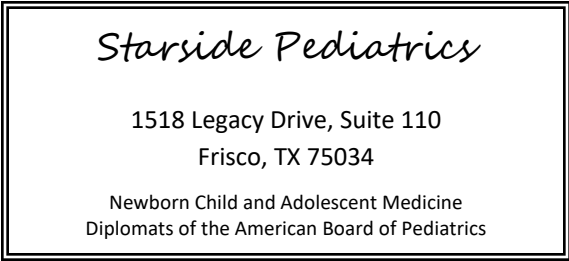 Starside Pediatrics
1518 Legacy Drive, Suite 110
Frisco, TX 75034
Newborn Child and Adolescent Medicine
Diplomats of the American Board of Pediatrics